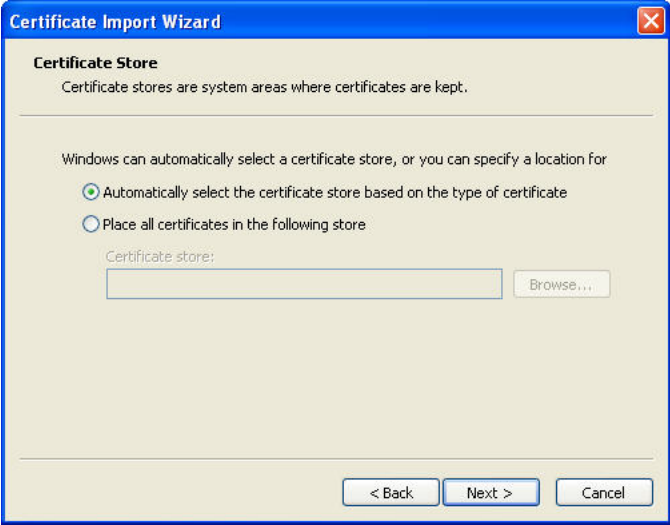 Certificate Import Wizard
Certificate Store
Certificate stores are system areas where certificates are kept.
Windows can automatically select a certificate store, or you can specify a location for
Automatically select the certificate store based on the type of certificate
Place all certificates in the following store
Certificate store:
Browse...
< Back
Next >
Cancel